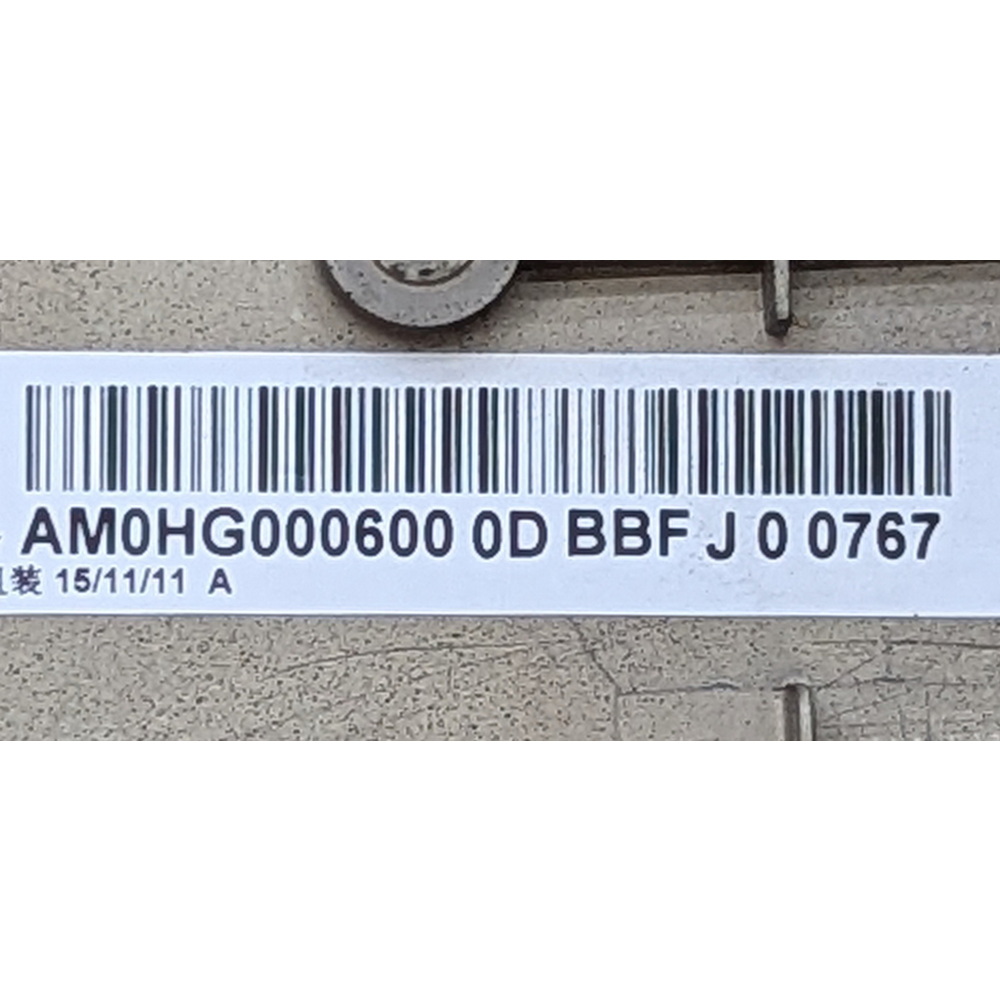 AM0HG000600 0D BBF J 0 0767
装 15/11/11 A